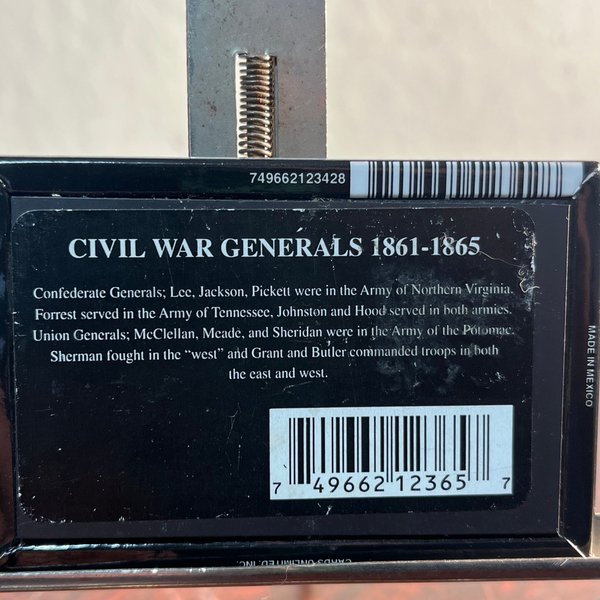 749662123428
CIVIL WAR GENERALS 1861-1865
Confederate Generals; Lee, Jackson, Pickett were in the Army of Northern Virginia.
Forrest served in the Army of Tennessee, Johnston and Hood served in both armies.
Union Generals; McClellan, Meade, and Sheridan were in the Army of the Potomac.
Sherman fought in the “west” and Grant and Butler commanded troops in both
the east and west.
7 49662 12365 7
MADE IN MEXICO
CARDS UNLIMITED, INC.